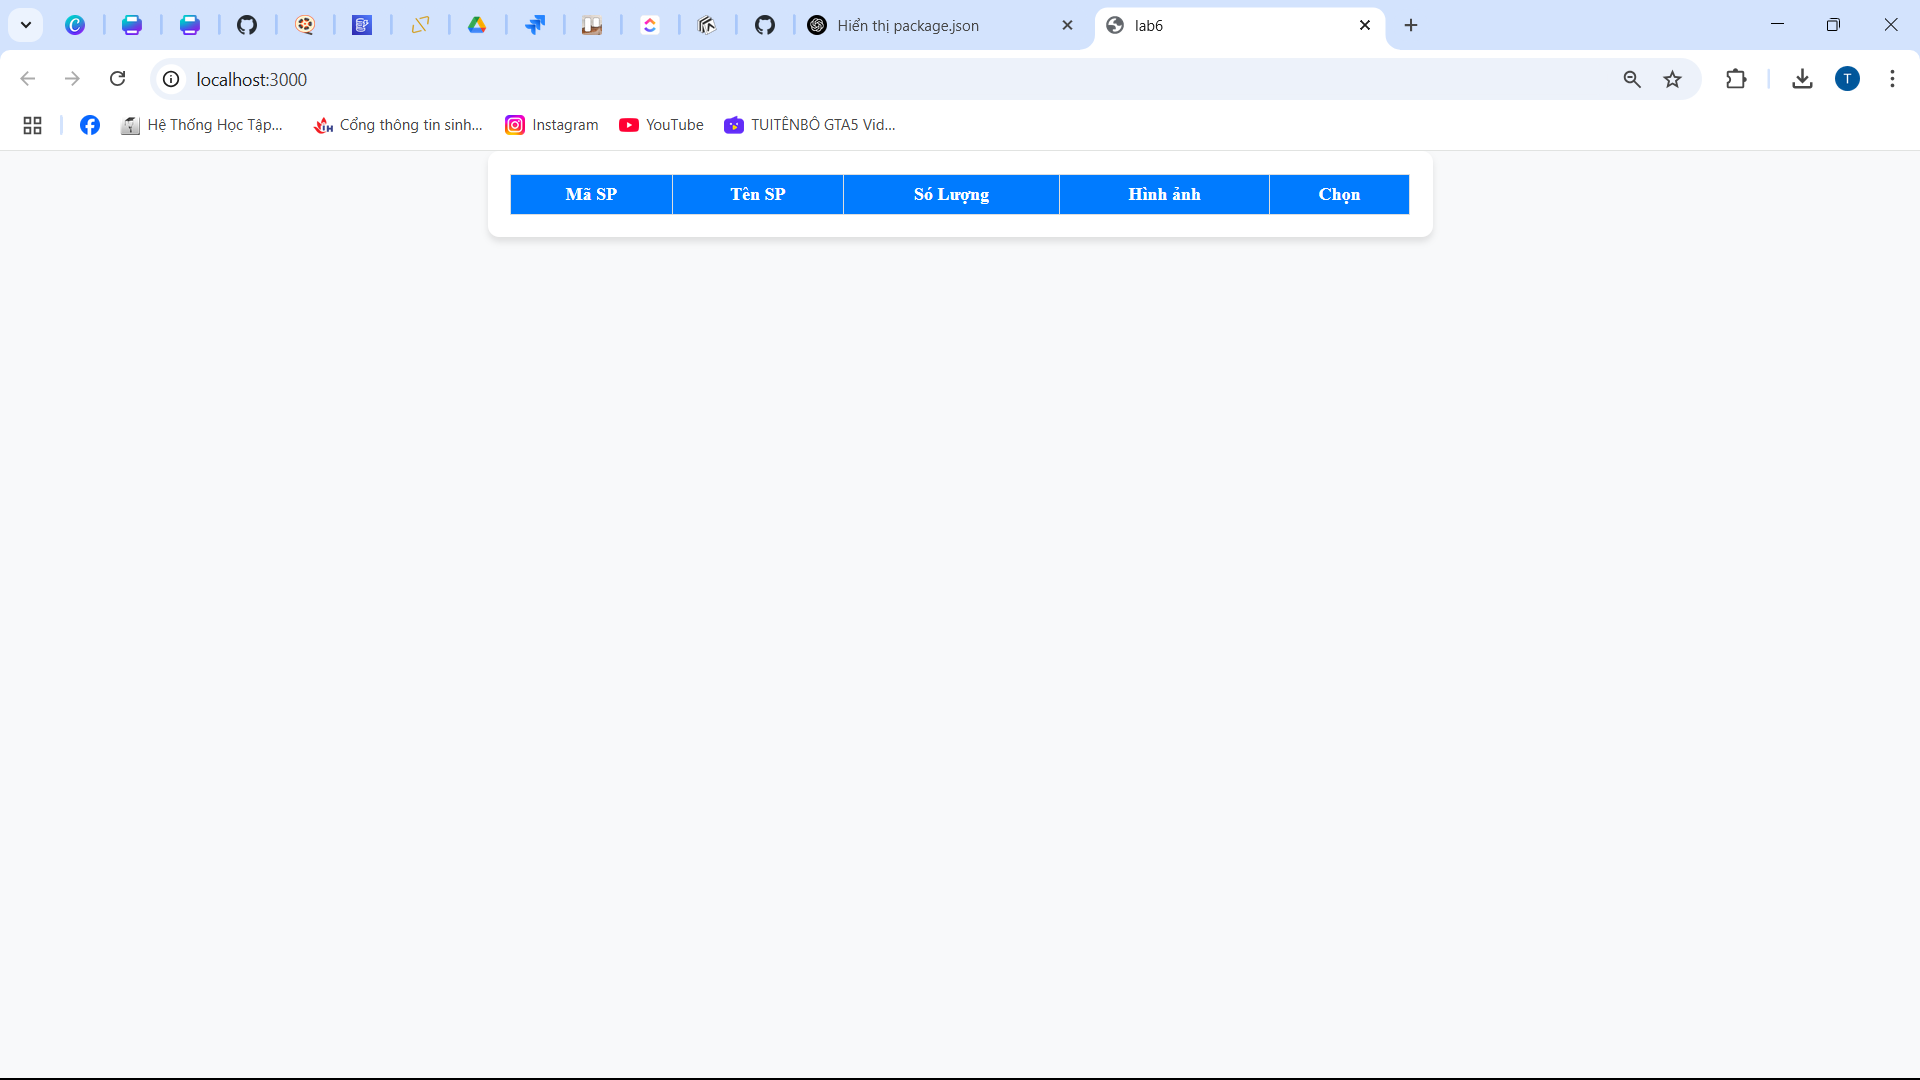 Hiển thị package.json
lab6
localhost:3000
Hệ Thống Học Tập...
Cổng thông tin sinh...
Instagram
YouTube
TUITÊNBÔ GTA5 Vid...
T
Mã SP
Tên SP
Só Lượng
Hình ảnh
Chọn